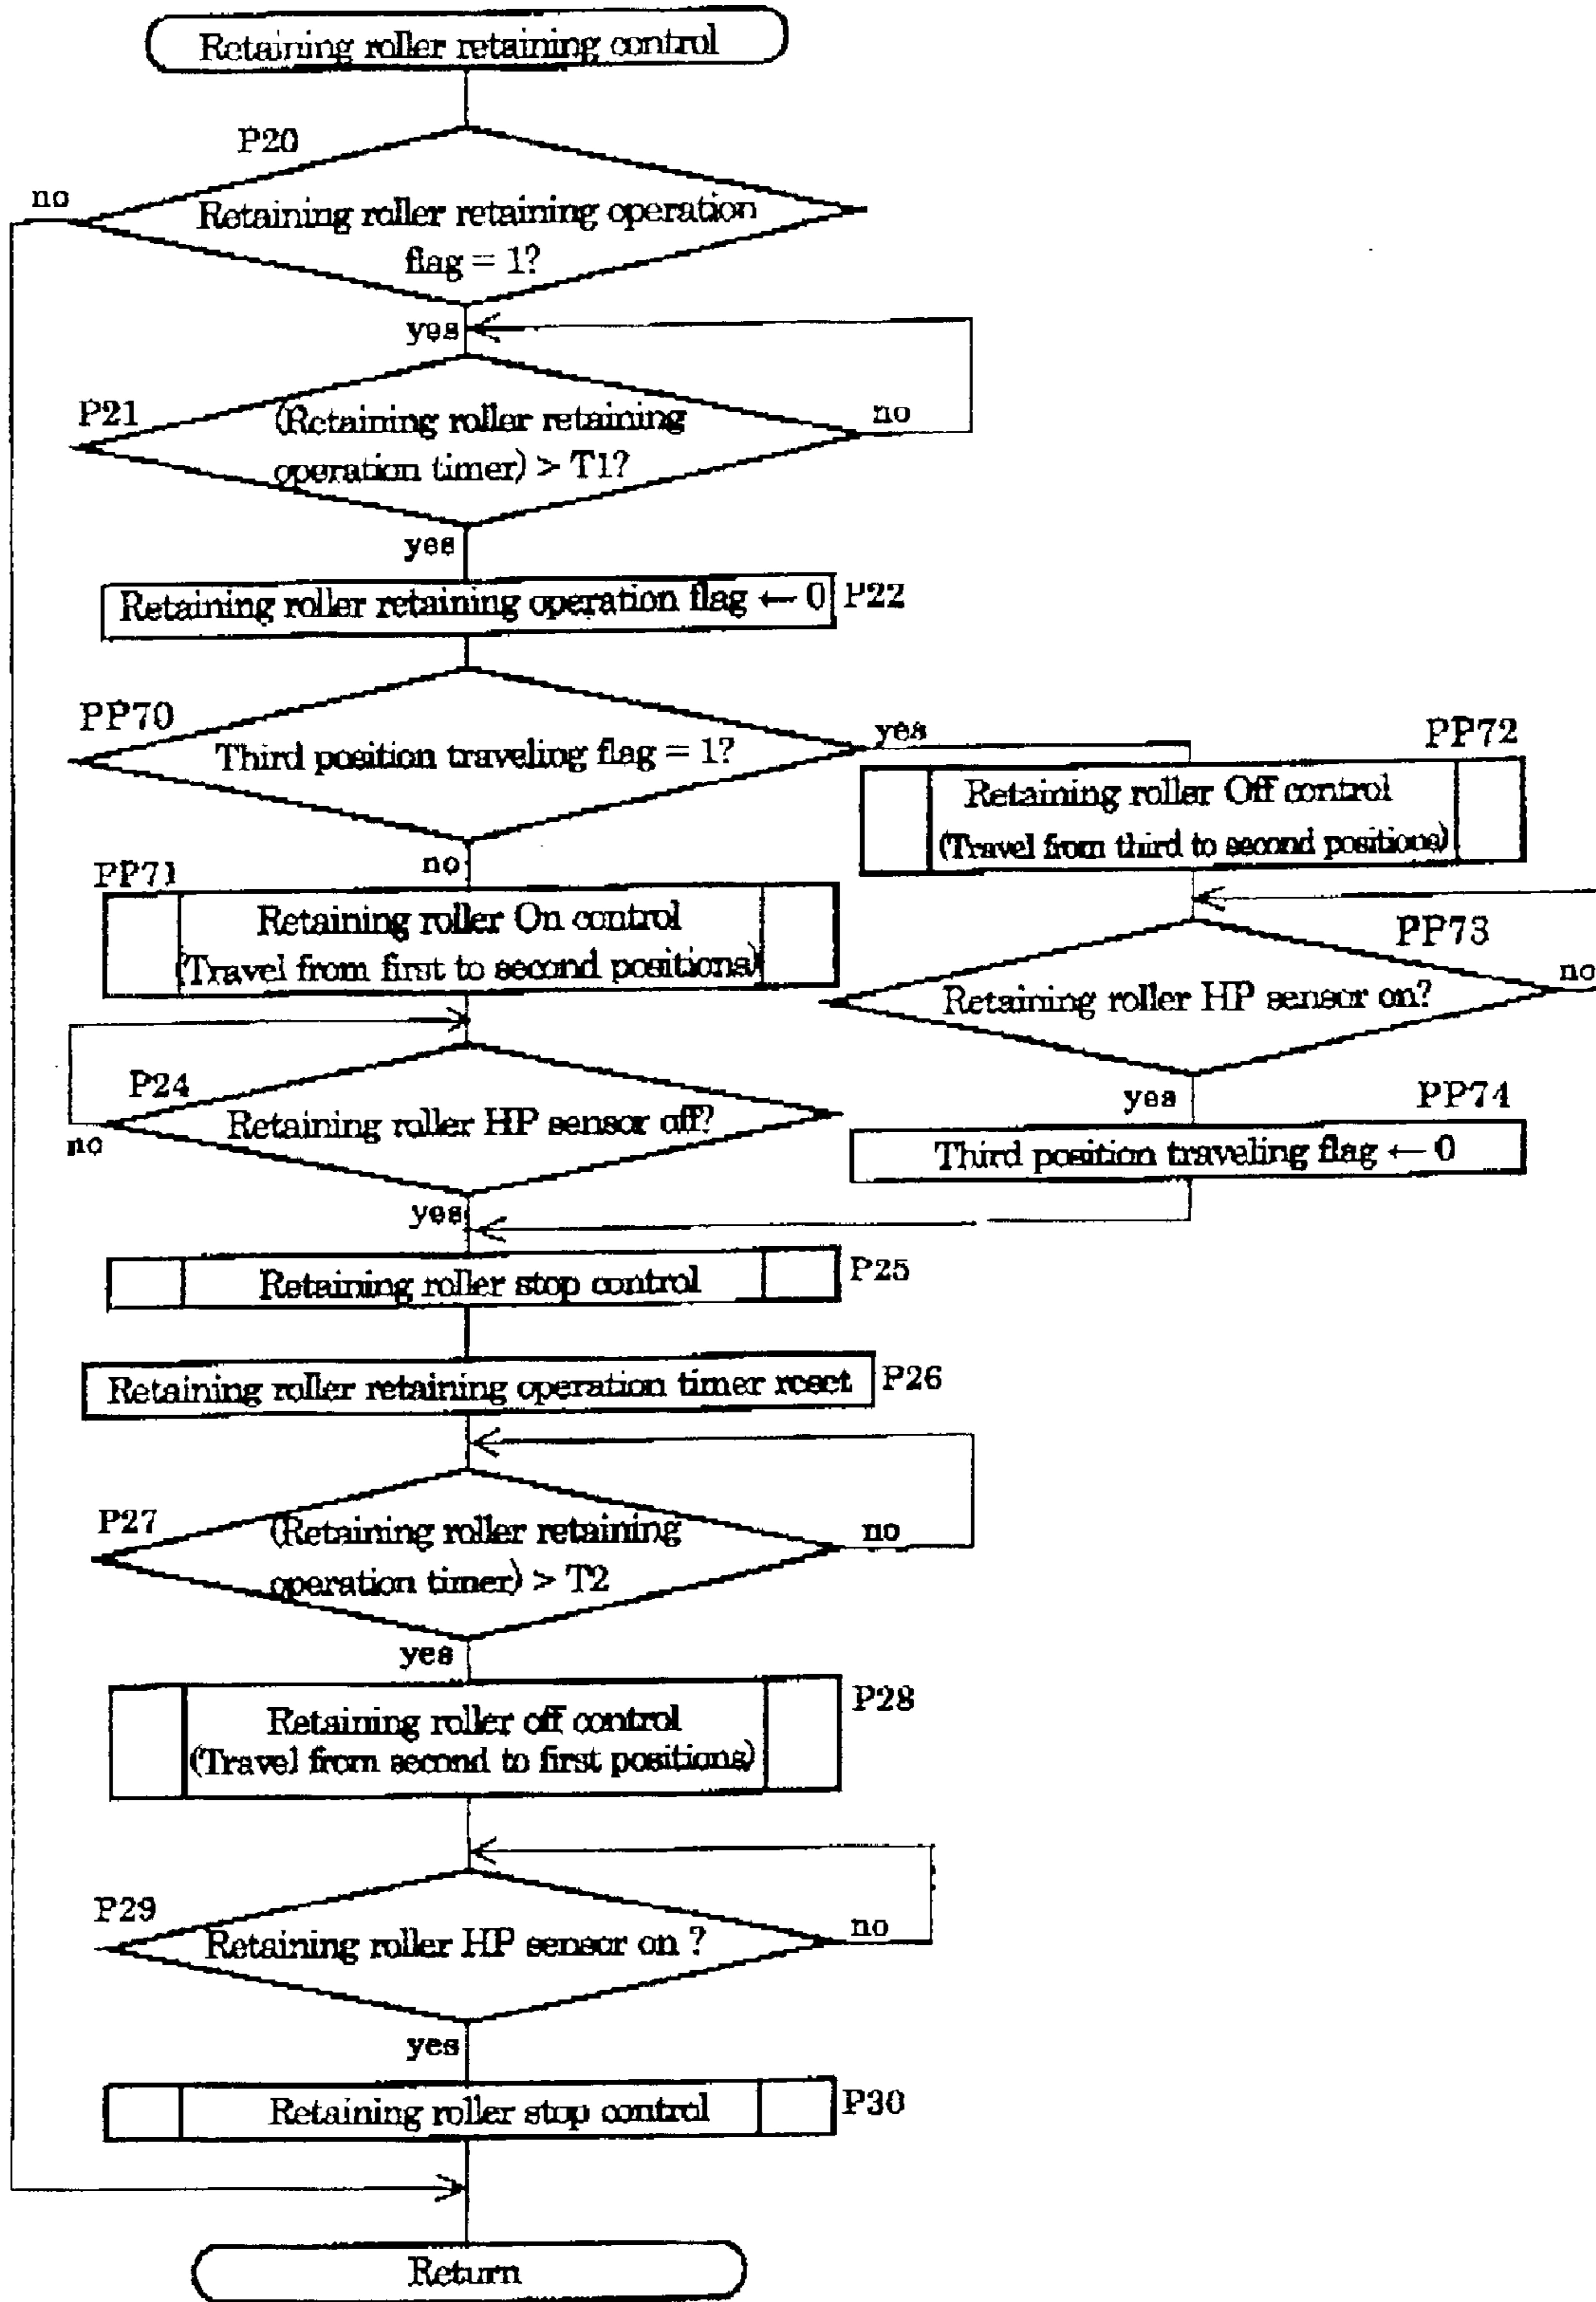 Retaining roller retaining control
P20
no
Retaining roller retaining operation
flag = 1?
yes
P21
(Retaining roller retaining
operation timer) > T1?
no
yes
Retaining roller retaining operation flag ← 0
P22
PP70
Third position traveling flag = 1?
yes
PP72
Retaining roller Off control
(Travel from third to second positions)
no
PP71
Retaining roller On control
(Travel from first to second positions)
PP73
Retaining roller HP sensor on?
no
P24
Retaining roller HP sensor off?
no
yes
PP74
Third position traveling flag ← 0
yes
Retaining roller stop control
P25
Retaining roller retaining operation timer reset
P26
P27
(Retaining roller retaining
operation timer) > T2
no
yes
Retaining roller off control
(Travel from second to first positions)
P28
P29
Retaining roller HP sensor on ?
no
yes
Retaining roller stop control
P30
Return